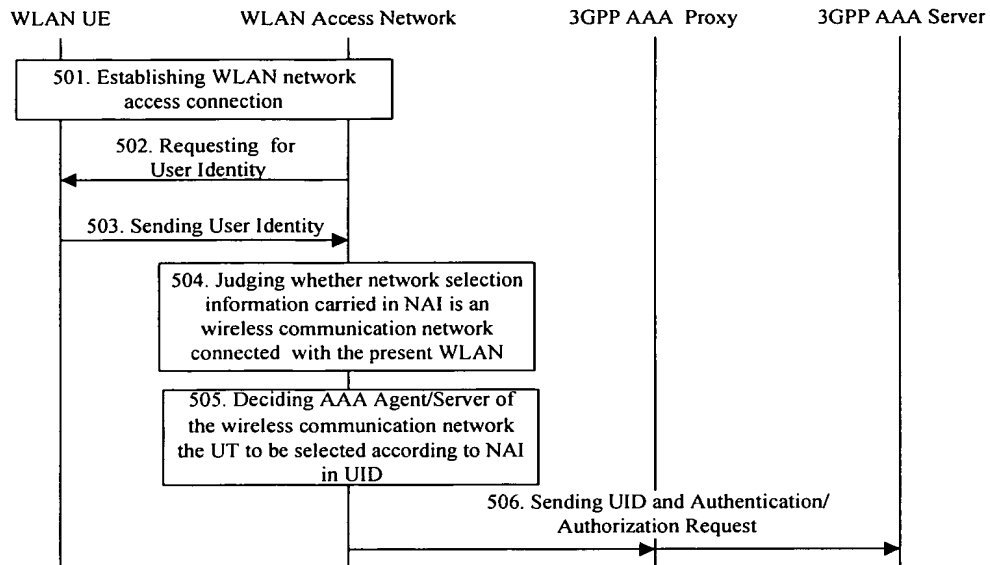 WLAN UE
WLAN Access Network
3GPP AAA Proxy
3GPP AAA Server
501. Establishing WLAN network
access connection
502. Requesting for
User Identity
503. Sending User Identity
504. Judging whether network selection
information carried in NAI is an
wireless communication network
connected with the present WLAN
505. Deciding AAA Agent/Server of
the wireless communication network
the UT to be selected according to NAI
in UID
506. Sending UID and Authentication/
Authorization Request